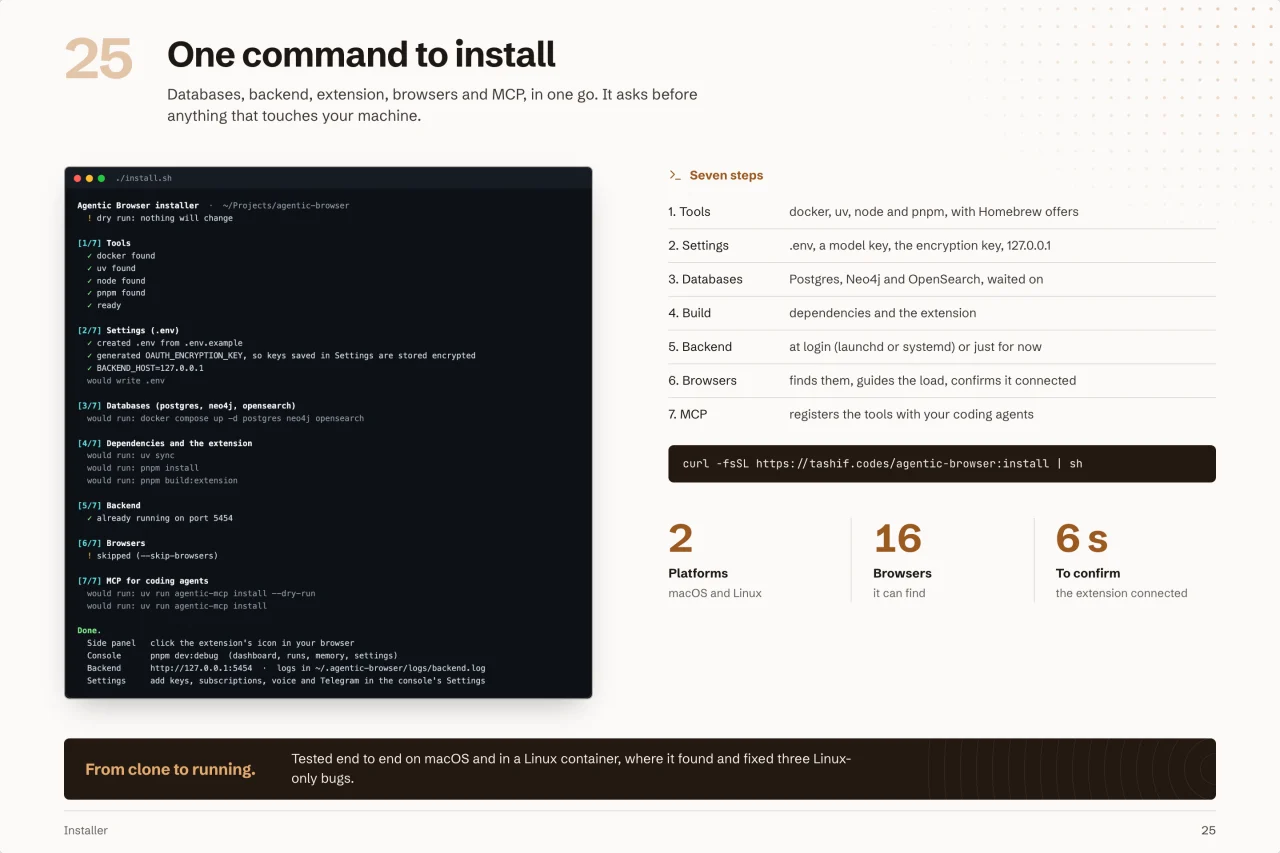 25
One command to install
Databases, backend, extension, browsers and MCP, in one go. It asks before
anything that touches your machine.
./install.sh
Agentic Browser installer · ~/Projects/agentic-browser
! dry run: nothing will change
[1/7] Tools
✓ docker found
✓ uv found
✓ node found
✓ pnpm found
✓ ready
[2/7] Settings (.env)
✓ created .env from .env.example
✓ generated OAUTH_ENCRYPTION_KEY, so keys saved in Settings are stored encrypted
✓ BACKEND_HOST=127.0.0.1
would write .env
[3/7] Databases (postgres, neo4j, opensearch)
would run: docker compose up -d postgres neo4j opensearch
[4/7] Dependencies and the extension
would run: uv sync
would run: pnpm install
would run: pnpm build:extension
[5/7] Backend
✓ already running on port 5454
[6/7] Browsers
! skipped (--skip-browsers)
[7/7] MCP for coding agents
would run: uv run agentic-mcp install --dry-run
would run: uv run agentic-mcp install
Done.
Side panel click the extension's icon in your browser
Console pnpm dev:debug (dashboard, runs, memory, settings)
Backend http://127.0.0.1:5454 · logs in ~/.agentic-browser/logs/backend.log
Settings add keys, subscriptions, voice and Telegram in the console's Settings
>_ Seven steps
1. Tools docker, uv, node and pnpm, with Homebrew offers
2. Settings .env, a model key, the encryption key, 127.0.0.1
3. Databases Postgres, Neo4j and OpenSearch, waited on
4. Build dependencies and the extension
5. Backend at login (launchd or systemd) or just for now
6. Browsers finds them, guides the load, confirms it connected
7. MCP registers the tools with your coding agents
curl -fsSL https://tashif.codes/agentic-browser:install | sh
2
Platforms
macOS and Linux
16
Browsers
it can find
6 s
To confirm
the extension connected
From clone to running.
Tested end to end on macOS and in a Linux container, where it found and fixed three Linux-
only bugs.
Installer
25